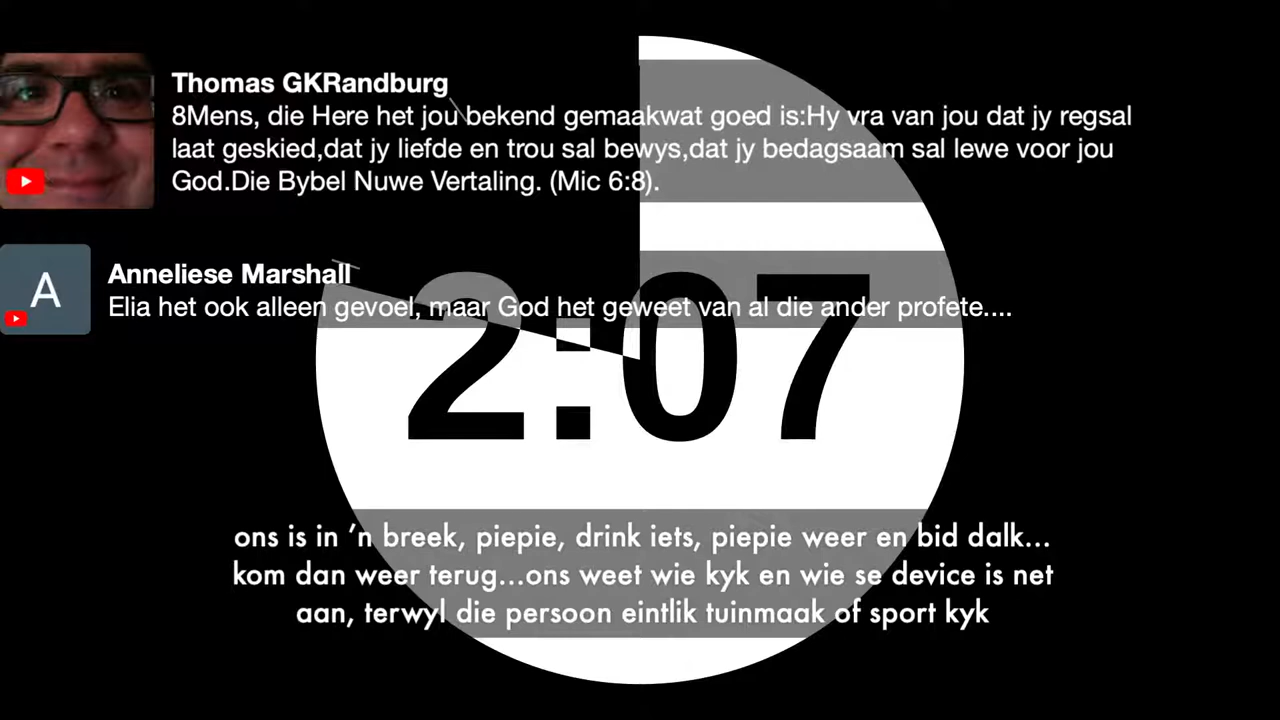 Thomas GKRandburg
8Mens, die Here het jou bekend gemaakwat goed is:Hy vra van jou dat jy regsal
laat geskied,dat jy liefde en trou sal bewys,dat jy bedagsaam sal lewe voor jou
God.Die Bybel Nuwe Vertaling. (Mic 6:8).
A
Anneliese Marshall
Elia het ook alleen gevoel, maar God het geweet van al die ander profete....
2:07
ons is in ’n breek, piepie, drink iets, piepie weer en bid dalk...
kom dan weer terug...ons weet wie kyk en wie se device is net
aan, terwyl die persoon eintlik tuinmaak of sport kyk